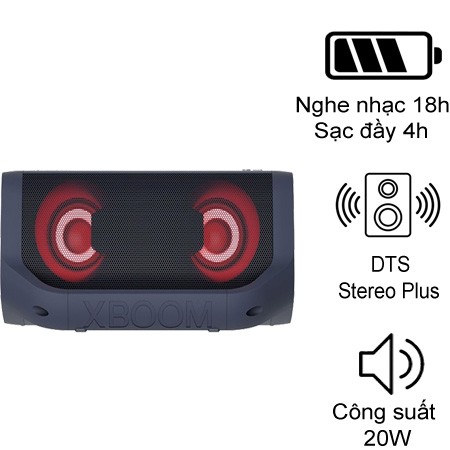 Nghe nhạc 18h
Sạc đầy 4h
XBOOM
DTS
Stereo Plus
Công suất
20W